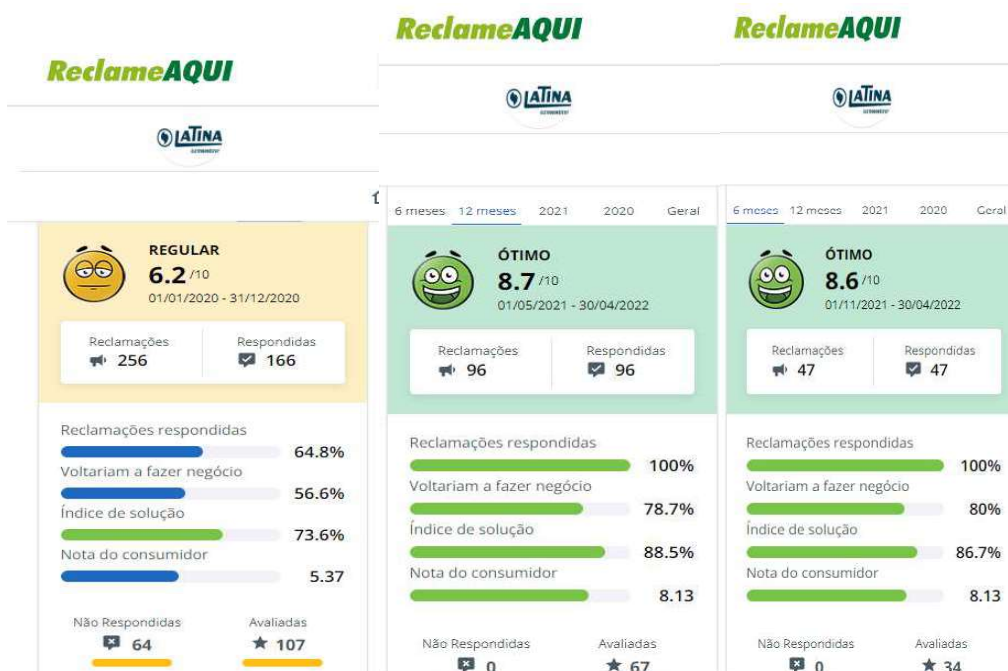 ReclameAQUI
LATINA
REGULAR
6.2 /10
01/01/2020 - 31/12/2020
Reclamações Respondidas
256 166
Reclamações respondidas
64.8%
Voltariam a fazer negócio
56.6%
Índice de solução
73.6%
Nota do consumidor
5.37
Não Respondidas Avaliadas
64 107
ReclameAQUI
LATINA
6 meses 12 meses 2021 2020 Geral
ÓTIMO
8.7 /10
01/05/2021 - 30/04/2022
Reclamações Respondidas
96 96
Reclamações respondidas
100%
Voltariam a fazer negócio
78.7%
Índice de solução
88.5%
Nota do consumidor
8.13
Não Respondidas Avaliadas
0 67
ReclameAQUI
LATINA
6 meses 12 meses 2021 2020 Geral
ÓTIMO
8.6 /10
01/11/2021 - 30/04/2022
Reclamações Respondidas
47 47
Reclamações respondidas
100%
Voltariam a fazer negócio
80%
Índice de solução
86.7%
Nota do consumidor
8.13
Não Respondidas Avaliadas
0 34